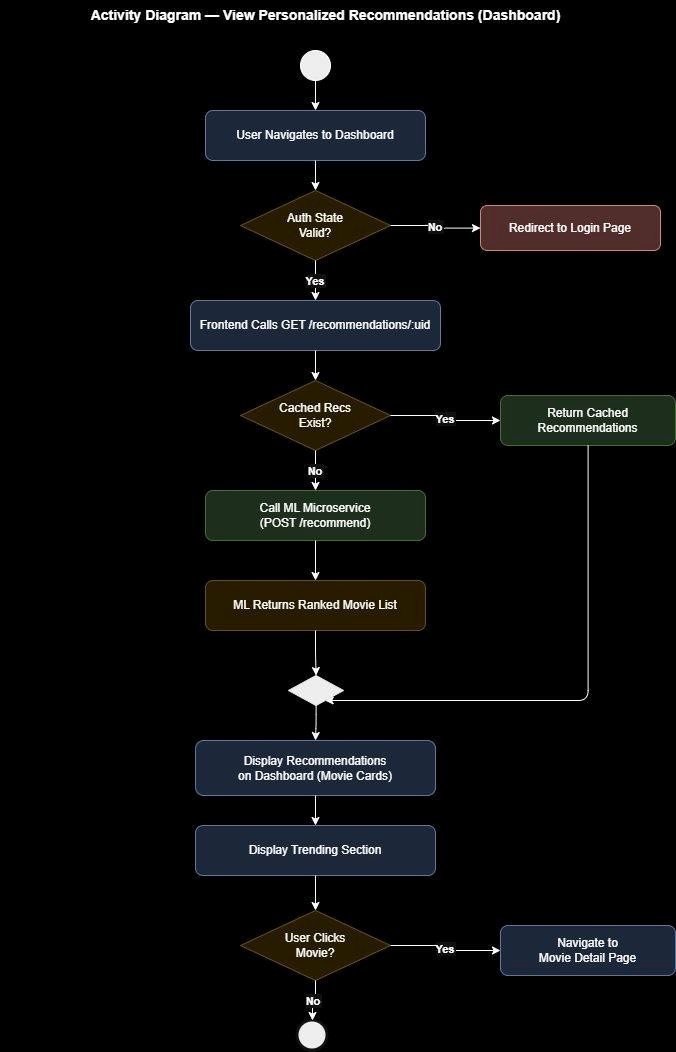 Activity Diagram — View Personalized Recommendations (Dashboard)
User Navigates to Dashboard
Auth State
Valid?
No
Redirect to Login Page
Yes
Frontend Calls GET /recommendations/:uid
Cached Recs
Exist?
Yes
Return Cached
Recommendations
No
Call ML Microservice
(POST /recommend)
ML Returns Ranked Movie List
Display Recommendations
on Dashboard (Movie Cards)
Display Trending Section
User Clicks
Movie?
Yes
Navigate to
Movie Detail Page
No